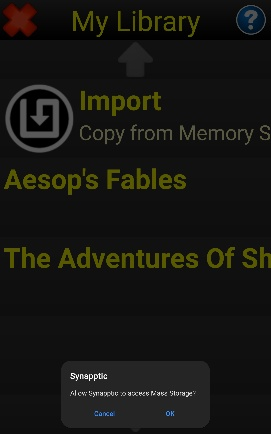 My Library
?
Import
Copy from Memory S
Aesop's Fables
The Adventures Of Sh
Synapptic
Allow Synapptic to access Mass Storage?
Cancel OK